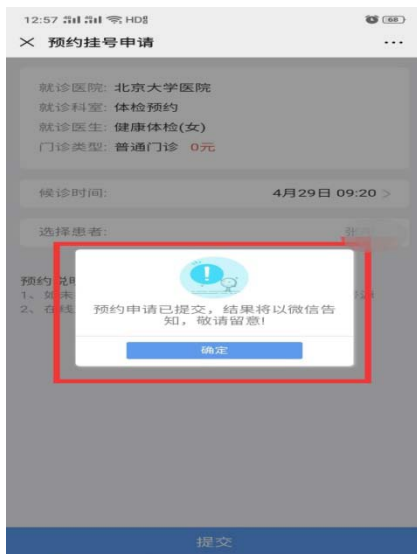 12:57 HD
68
× 预约挂号申请 ...
就诊医院: 北京大学医院
就诊科室: 体检预约
就诊医生: 健康体检(女)
门诊类型: 普通门诊 0元
候诊时间: 4月29日 09:20 >
选择患者: 张
预约说明
1、如未
2、在线
预约申请已提交，结果将以微信告
知，敬请留意!
确定
提交